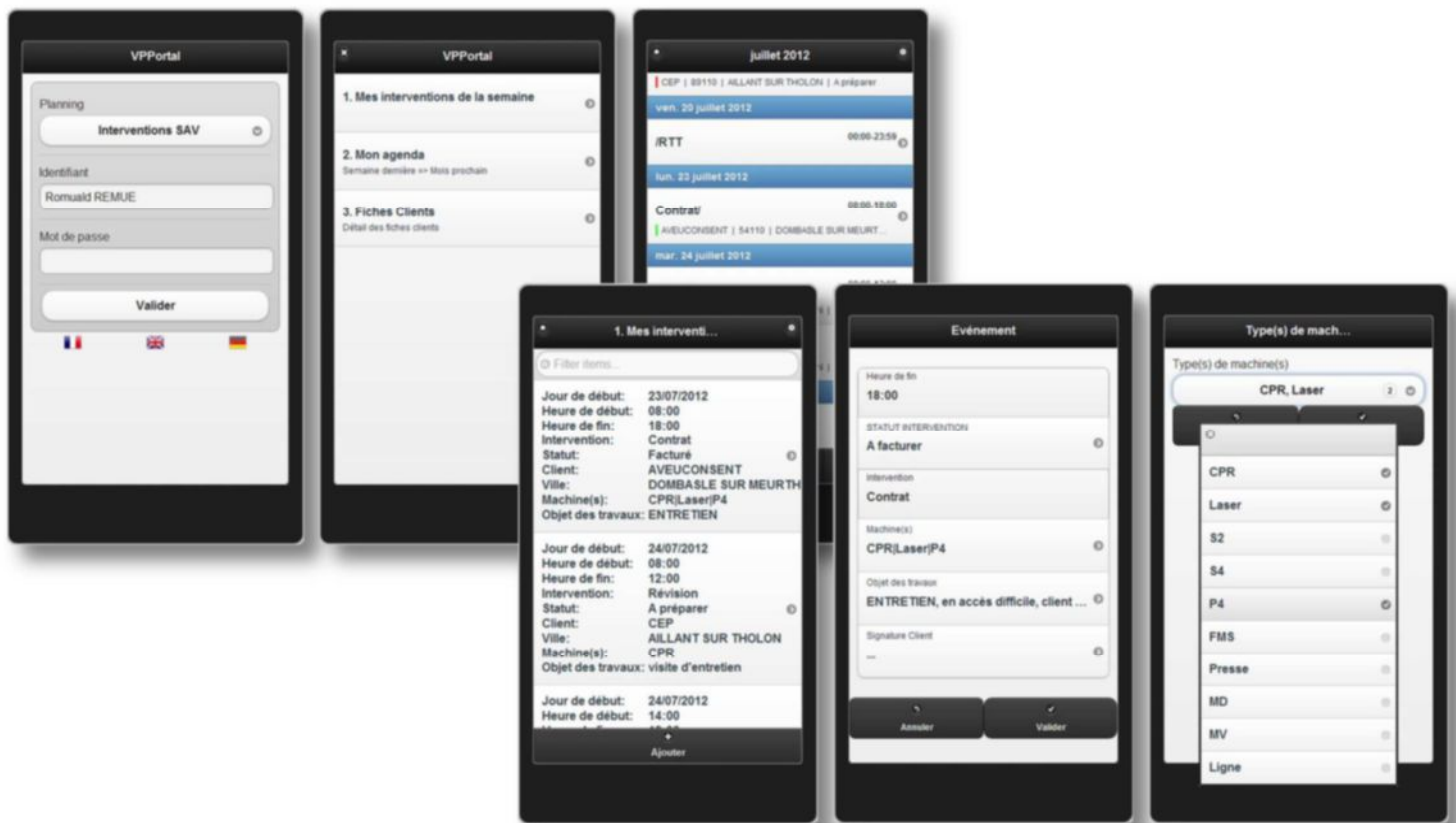 VPPortal
Planning
Interventions SAV
Identifiant
Romuald REMUE
Mot de passe
Valider
VPPortal
1. Mes interventions de la semaine
2. Mon agenda
Semaine dernière => Mois prochain
3. Fiches Clients
Détail des fiches clients
juillet 2012
CEP | 89110 | AILLANT SUR THOLON | A préparer
ven. 20 juillet 2012
/RTT 00:00-23:59
lun. 23 juillet 2012
Contrat/ 08:00-18:00
AVEUCONSENT | 54110 | DOMBASLE SUR MEURT...
mar. 24 juillet 2012
1. Mes interventi...
Filter items...
Jour de début: 23/07/2012
Heure de début: 08:00
Heure de fin: 18:00
Intervention: Contrat
Statut: Facturé
Client: AVEUCONSENT
Ville: DOMBASLE SUR MEURTH
Machine(s): CPR|Laser|P4
Objet des travaux: ENTRETIEN
Jour de début: 24/07/2012
Heure de début: 08:00
Heure de fin: 12:00
Intervention: Révision
Statut: A préparer
Client: CEP
Ville: AILLANT SUR THOLON
Machine(s): CPR
Objet des travaux: visite d'entretien
Jour de début: 24/07/2012
Heure de début: 14:00
Ajouter
Evénement
Heure de fin
18:00
STATUT INTERVENTION
A facturer
Intervention
Contrat
Machine(s)
CPR|Laser|P4
Objet des travaux
ENTRETIEN, en accès difficile, client ...
Signature Client
...
Annuler Valider
Type(s) de mach...
Type(s) de machine(s)
CPR, Laser 2
CPR
Laser
S2
S4
P4
FMS
Presse
MD
MV
Ligne